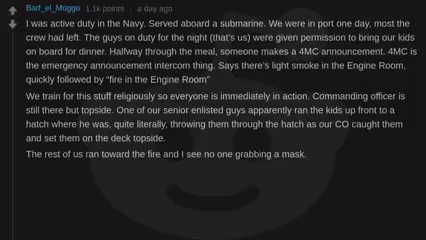 Barf_el_Moggo 1.1k points · a day ago
I was active duty in the Navy. Served aboard a submarine. We were in port one day, most the
crew had left. The guys on duty for the night (that's us) were given permission to bring our kids
on board for dinner. Halfway through the meal, someone makes a 4MC announcement. 4MC is
the emergency announcement intercom thing. Says there's light smoke in the Engine Room,
quickly followed by "fire in the Engine Room"
We train for this stuff religiously so everyone is immediately in action. Commanding officer is
still there but topside. One of our senior enlisted guys apparently ran the kids up front to a
hatch where he was, quite literally, throwing them through the hatch as our CO caught them
and set them on the deck topside.
The rest of us ran toward the fire and I see no one grabbing a mask.